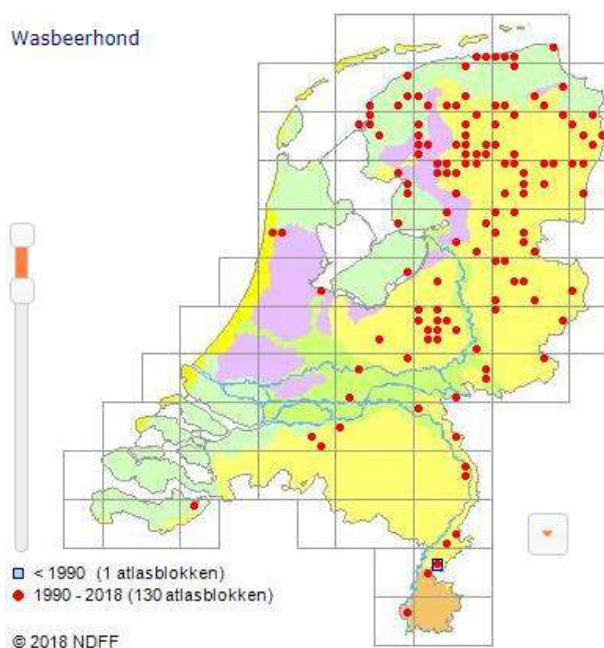 Wasbeerhond
< 1990 (1 atlasblokken)
1990 - 2018 (130 atlasblokken)
© 2018 NDFF